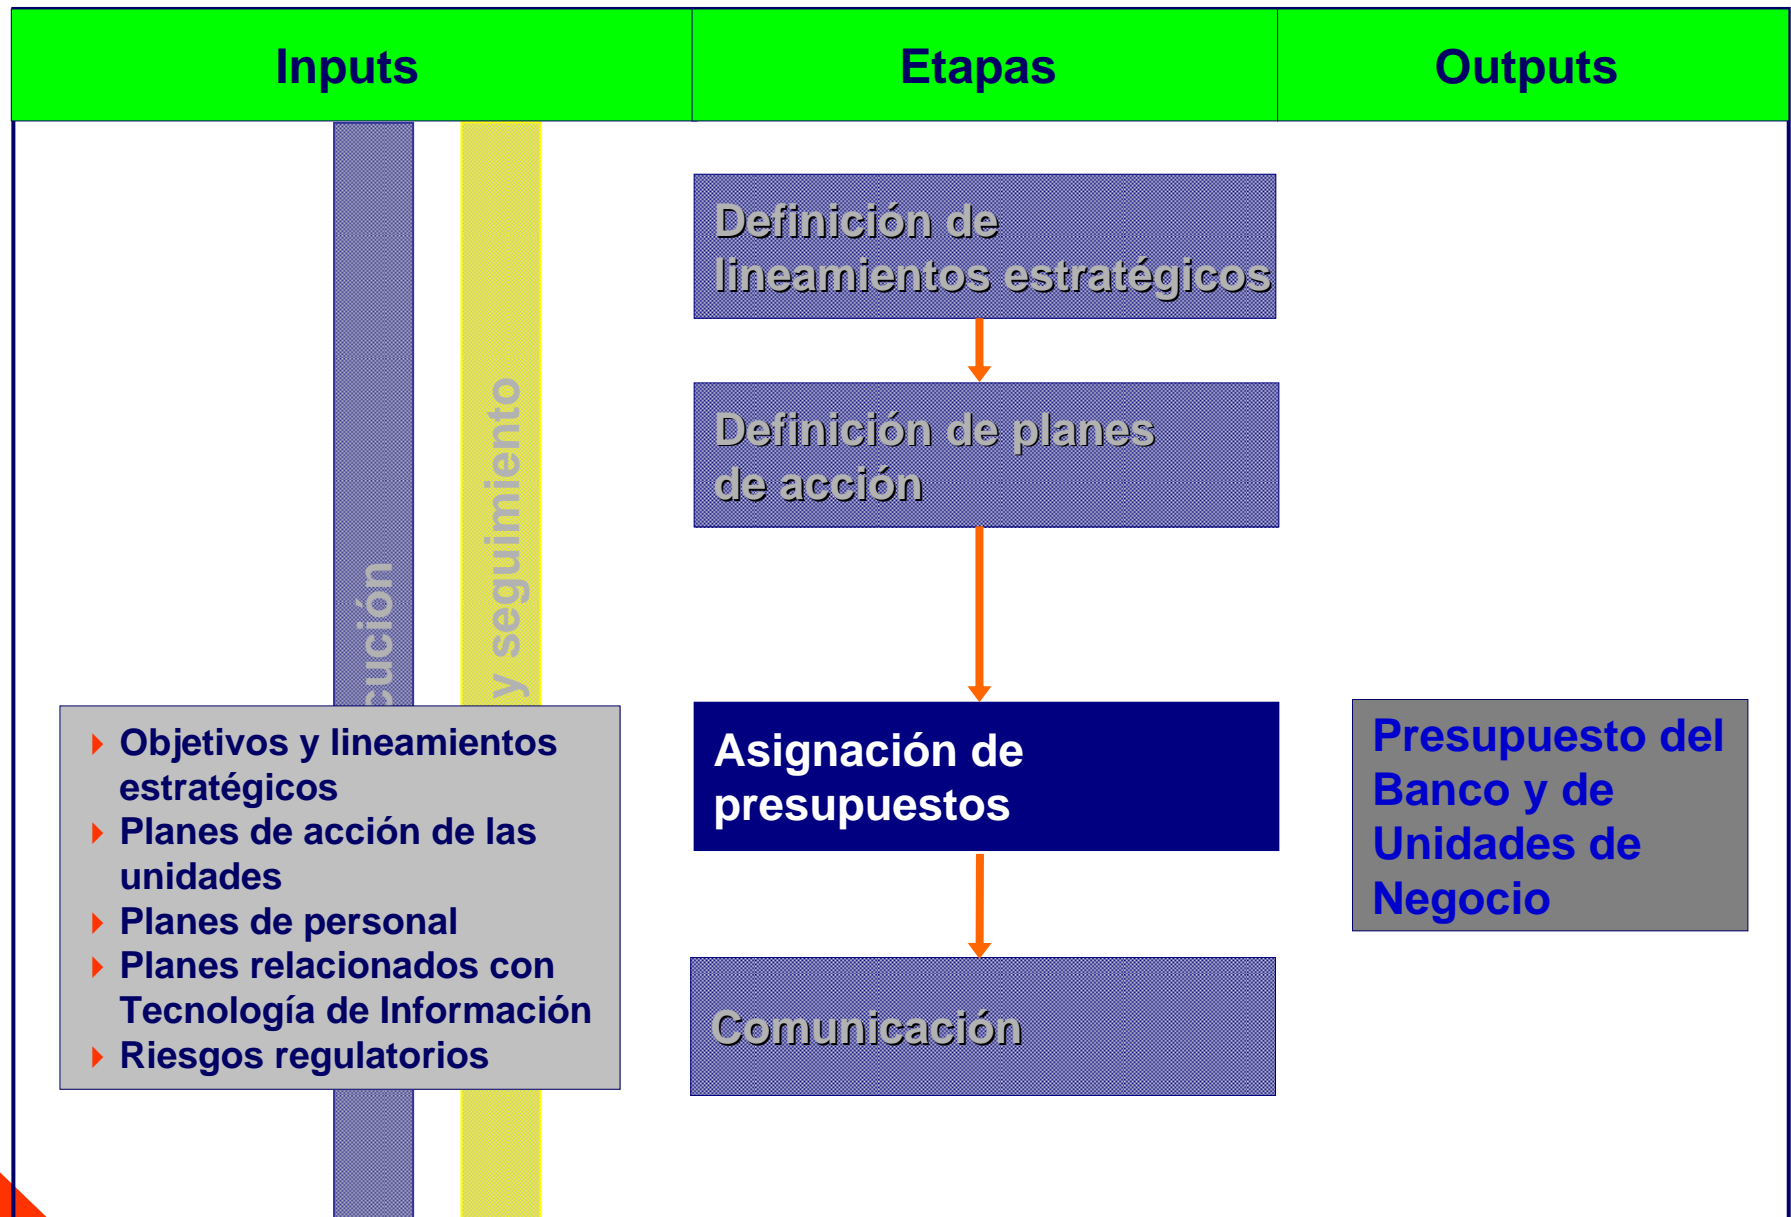 Inputs
Etapas
Outputs
Definición de
lineamientos estratégicos
Definición de planes
de acción
y seguimiento
Asignación de
presupuestos
Comunicación
Objetivos y lineamientos
estratégicos
Planes de acción de las
unidades
Planes de personal
Planes relacionados con
Tecnología de Información
Riesgos regulatorios
Presupuesto del
Banco y de
Unidades de
Negocio